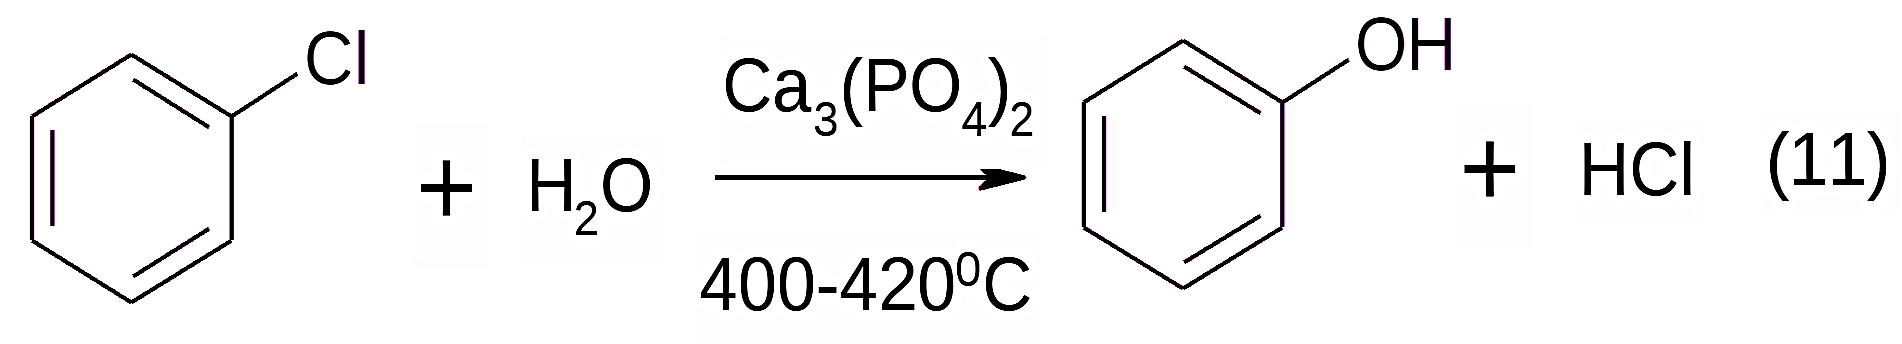 Cl + H₂O Ca₃(PO₄)₂ 400-420⁰C OH + HCl (11)